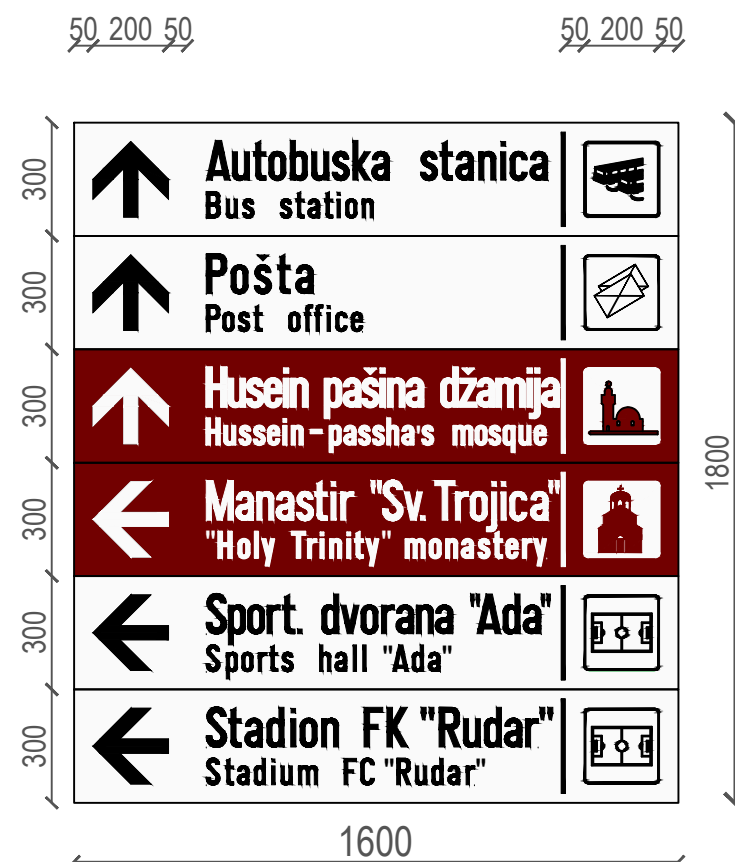 50 200 50
50 200 50
300
Autobuska stanica
Bus station
300
Pošta
Post office
300
Husein pašina džamija
Hussein-passha's mosque
1800
300
Manastir "Sv. Trojica"
"Holy Trinity" monastery
300
Sport. dvorana "Ada"
Sports hall "Ada"
300
Stadion FK "Rudar"
Stadium FC "Rudar"
1600